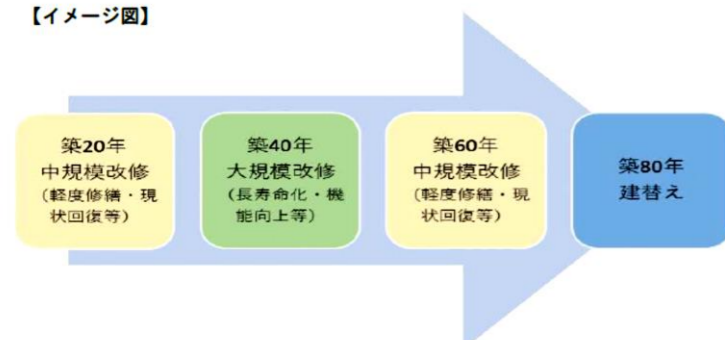 【イメージ図】
築20年
中規模改修
(軽度修繕・現
状回復等)
築40年
大規模改修
(長寿命化・機
能向上等)
築60年
中規模改修
(軽度修繕・現
状回復等)
築80年
建替え